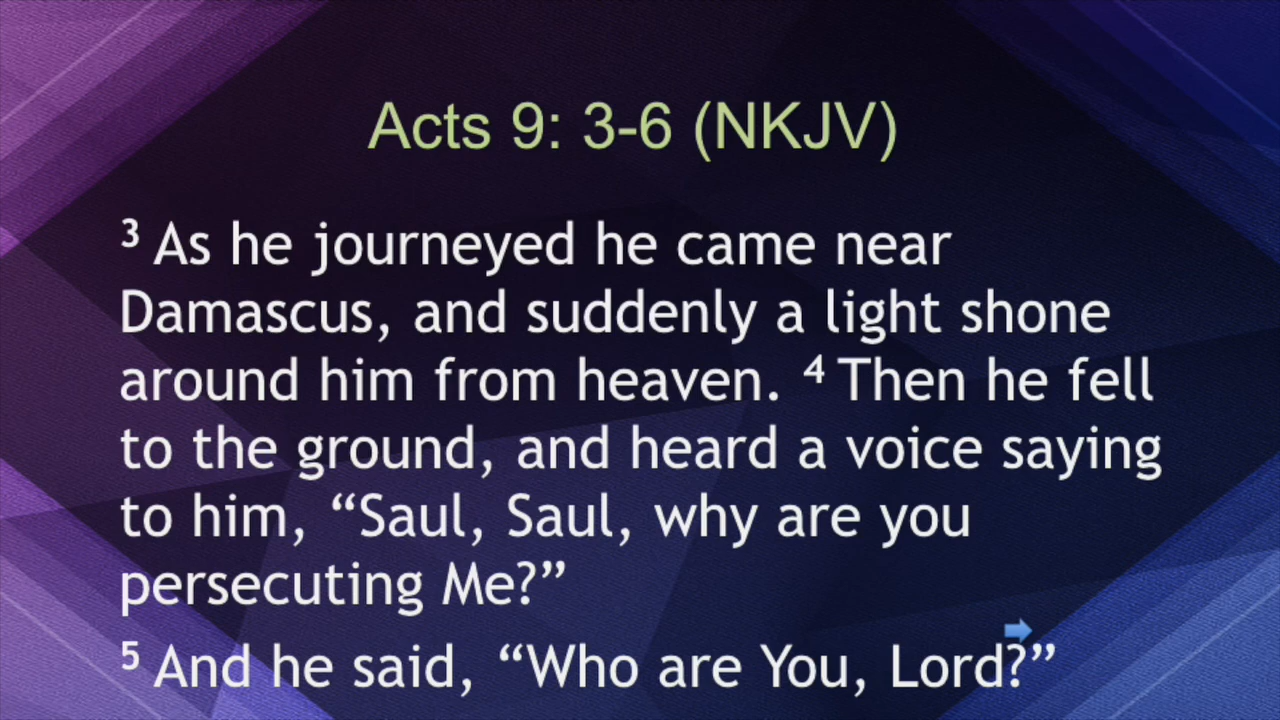 Acts 9: 3-6 (NKJV)
³ As he journeyed he came near
Damascus, and suddenly a light shone
around him from heaven. ⁴ Then he fell
to the ground, and heard a voice saying
to him, “Saul, Saul, why are you
persecuting Me?”
⁵ And he said, “Who are You, Lord?”